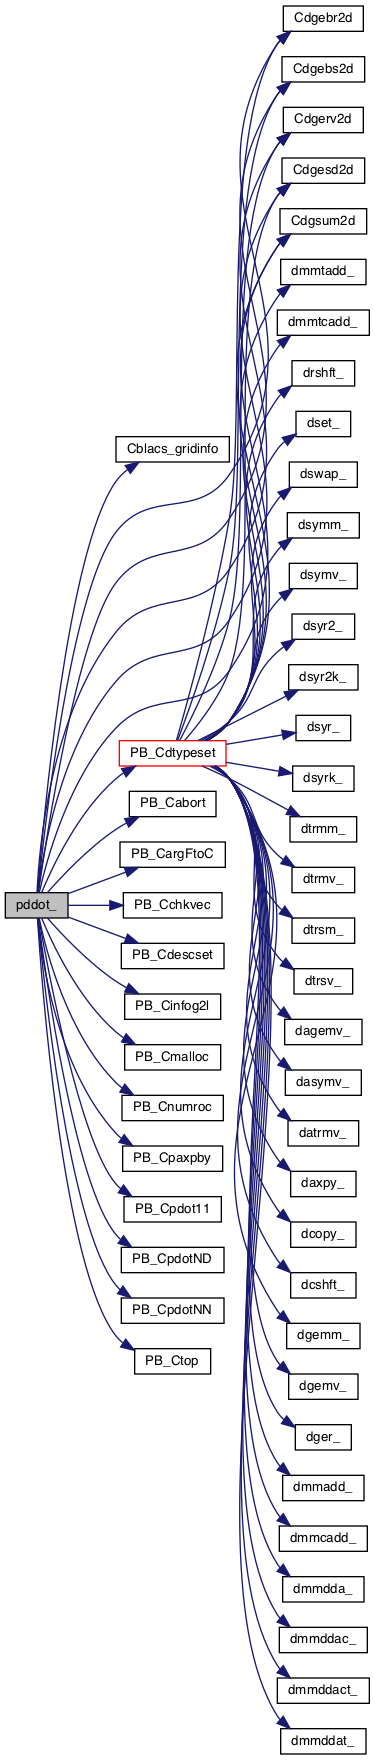 pddot_
Cblacs_gridinfo
PB_Cdtypeset
PB_Cabort
PB_CargFtoC
PB_Cchkvec
PB_Cdescset
PB_Cinfog2l
PB_Cmalloc
PB_Cnumroc
PB_Cpaxpby
PB_Cpdot11
PB_CpdotND
PB_CpdotNN
PB_Ctop
Cdgebr2d
Cdgebs2d
Cdgerv2d
Cdgesd2d
Cdgsum2d
dmmtadd_
dmmtcadd_
drshft_
dset_
dswap_
dsymm_
dsymv_
dsyr2_
dsyr2k_
dsyr_
dsyrk_
dtrmm_
dtrmv_
dtrsm_
dtrsv_
dagemv_
dasymv_
datrmv_
daxpy_
dcopy_
dcshft_
dgemm_
dgemv_
dger_
dmmadd_
dmmcadd_
dmmdda_
dmmddac_
dmmddact_
dmmddat_